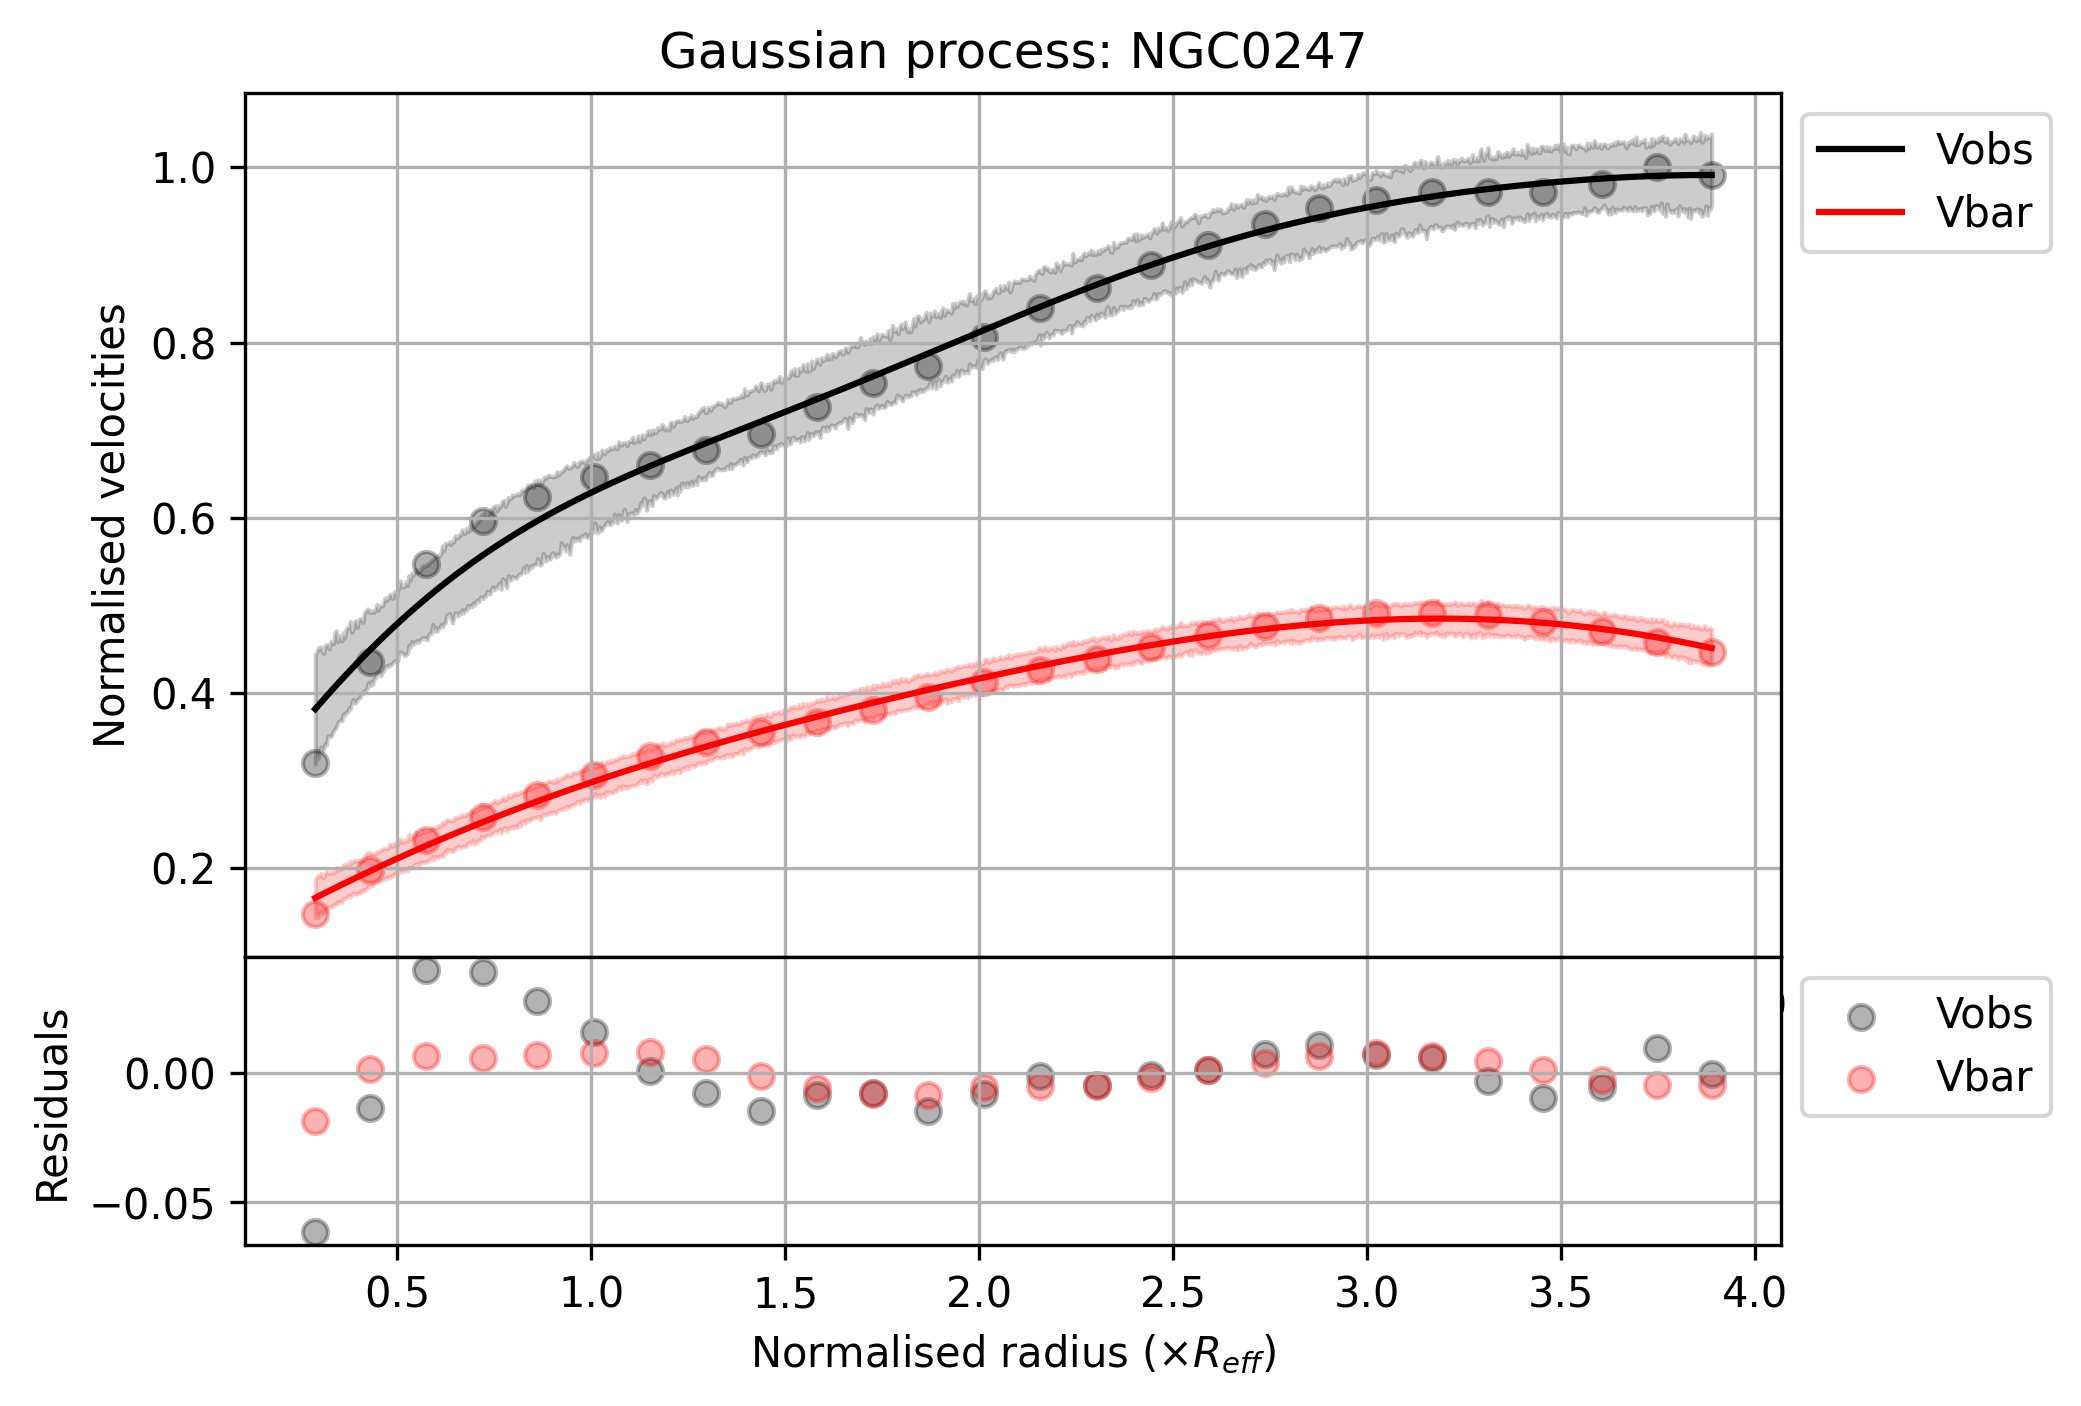 Gaussian process: NGC0247
Normalised velocities
1.0
0.8
0.6
0.4
0.2
Vobs
Vbar
Residuals
0.00
−0.05
Vobs
Vbar
0.5 1.0 1.5 2.0 2.5 3.0 3.5 4.0
Normalised radius (×R_eff)